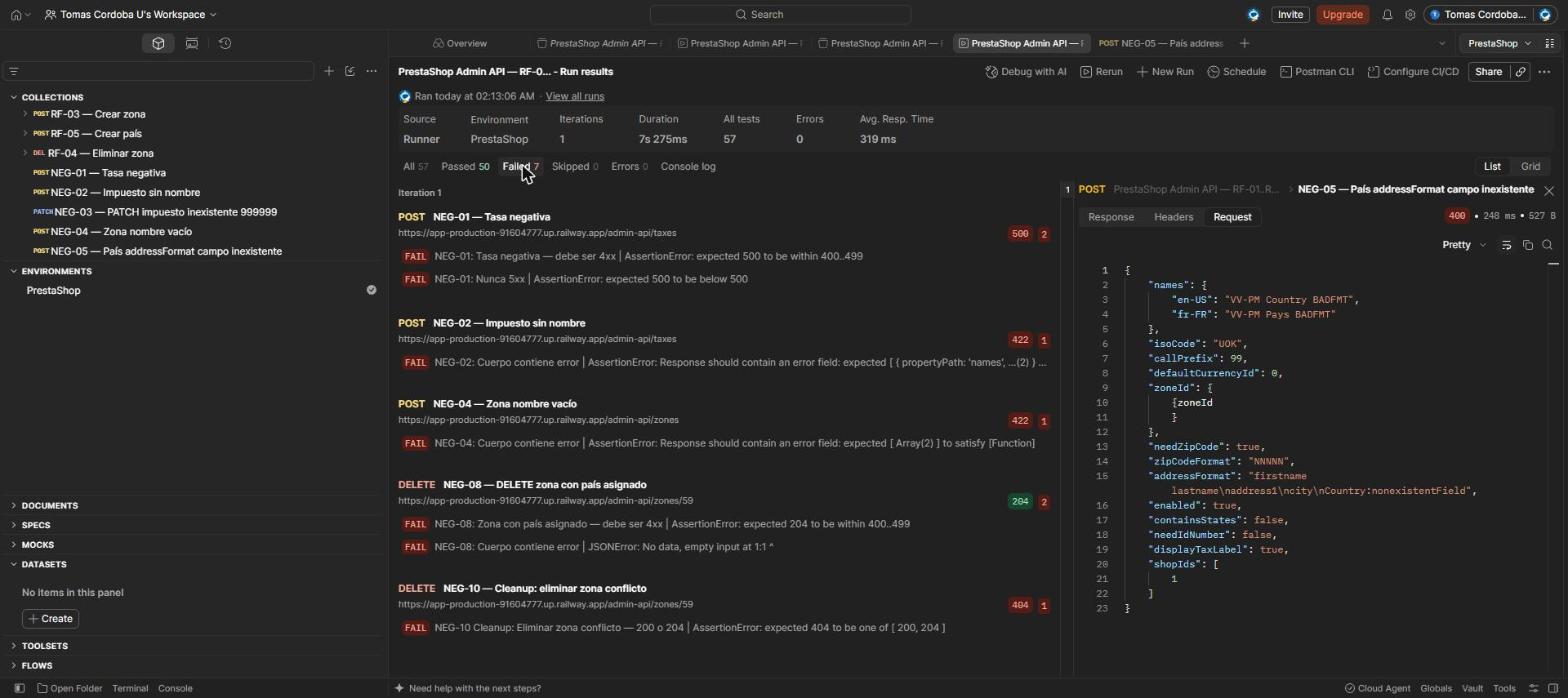 Tomas Cordoba U's Workspace
Search
Invite
Upgrade
Tomas Cordoba...
Overview
PrestaShop Admin API —
PrestaShop Admin API —
PrestaShop Admin API —
PrestaShop Admin API —
POST NEG-05 — País address
PrestaShop
PrestaShop Admin API — RF-0... - Run results
Debug with AI
Rerun
New Run
Schedule
Postman CLI
Configure CI/CD
Share
Ran today at 02:13:06 AM · View all runs
Source Environment Iterations Duration All tests Errors Avg. Resp. Time
Runner PrestaShop 1 7s 275ms 57 0 319 ms
All 57 Passed 50 Failed 7 Skipped 0 Errors 0 Console log
List Grid
COLLECTIONS
POST RF-03 — Crear zona
POST RF-05 — Crear país
DEL RF-04 — Eliminar zona
POST NEG-01 — Tasa negativa
POST NEG-02 — Impuesto sin nombre
PATCH NEG-03 — PATCH impuesto inexistente 999999
POST NEG-04 — Zona nombre vacío
POST NEG-05 — País addressFormat campo inexistente
ENVIRONMENTS
PrestaShop
DOCUMENTS
SPECS
MOCKS
DATASETS
No items in this panel
Create
TOOLSETS
FLOWS
Iteration 1
1
POST NEG-01 — Tasa negativa
https://app-production-91604777.up.railway.app/admin-api/taxes
500 2
FAIL NEG-01: Tasa negativa — debe ser 4xx | AssertionError: expected 500 to be within 400..499
FAIL NEG-01: Nunca 5xx | AssertionError: expected 500 to be below 500
POST NEG-02 — Impuesto sin nombre
https://app-production-91604777.up.railway.app/admin-api/taxes
422 1
FAIL NEG-02: Cuerpo contiene error | AssertionError: Response should contain an error field: expected [ { propertyPath: 'names', …(2) } ...
POST NEG-04 — Zona nombre vacío
https://app-production-91604777.up.railway.app/admin-api/zones
422 1
FAIL NEG-04: Cuerpo contiene error | AssertionError: Response should contain an error field: expected [ Array(2) ] to satisfy [Function]
DELETE NEG-08 — DELETE zona con país asignado
https://app-production-91604777.up.railway.app/admin-api/zones/59
204 2
FAIL NEG-08: Zona con país asignado — debe ser 4xx | AssertionError: expected 204 to be within 400..499
FAIL NEG-08: Cuerpo contiene error | JSONError: No data, empty input at 1:1 ^
DELETE NEG-10 — Cleanup: eliminar zona conflicto
https://app-production-91604777.up.railway.app/admin-api/zones/59
404 1
FAIL NEG-10 Cleanup: Eliminar zona conflicto — 200 o 204 | AssertionError: expected 404 to be one of [ 200, 204 ]
POST PrestaShop Admin API — RF-01..R... > NEG-05 — País addressFormat campo inexistente
Response Headers Request
400 • 248 ms • 527 B
Pretty
1 {
2 "names": {
3 "en-US": "VV-PM Country BADFMT",
4 "fr-FR": "VV-PM Pays BADFMT"
5 },
6 "isoCode": "UOK",
7 "callPrefix": 99,
8 "defaultCurrencyId": 0,
9 "zoneId": {
10 {zoneId
11 }
12 },
13 "needZipCode": true,
14 "zipCodeFormat": "NNNNN",
15 "addressFormat": "firstname
lastname\naddress1\ncity\nCountry:nonexistentField",
16 "enabled": true,
17 "containsStates": false,
18 "needIdNumber": false,
19 "displayTaxLabel": true,
20 "shopIds": [
21 1
22 ]
23 }
Open Folder Terminal Console
Need help with the next steps?
Cloud Agent Globals Vault Tools